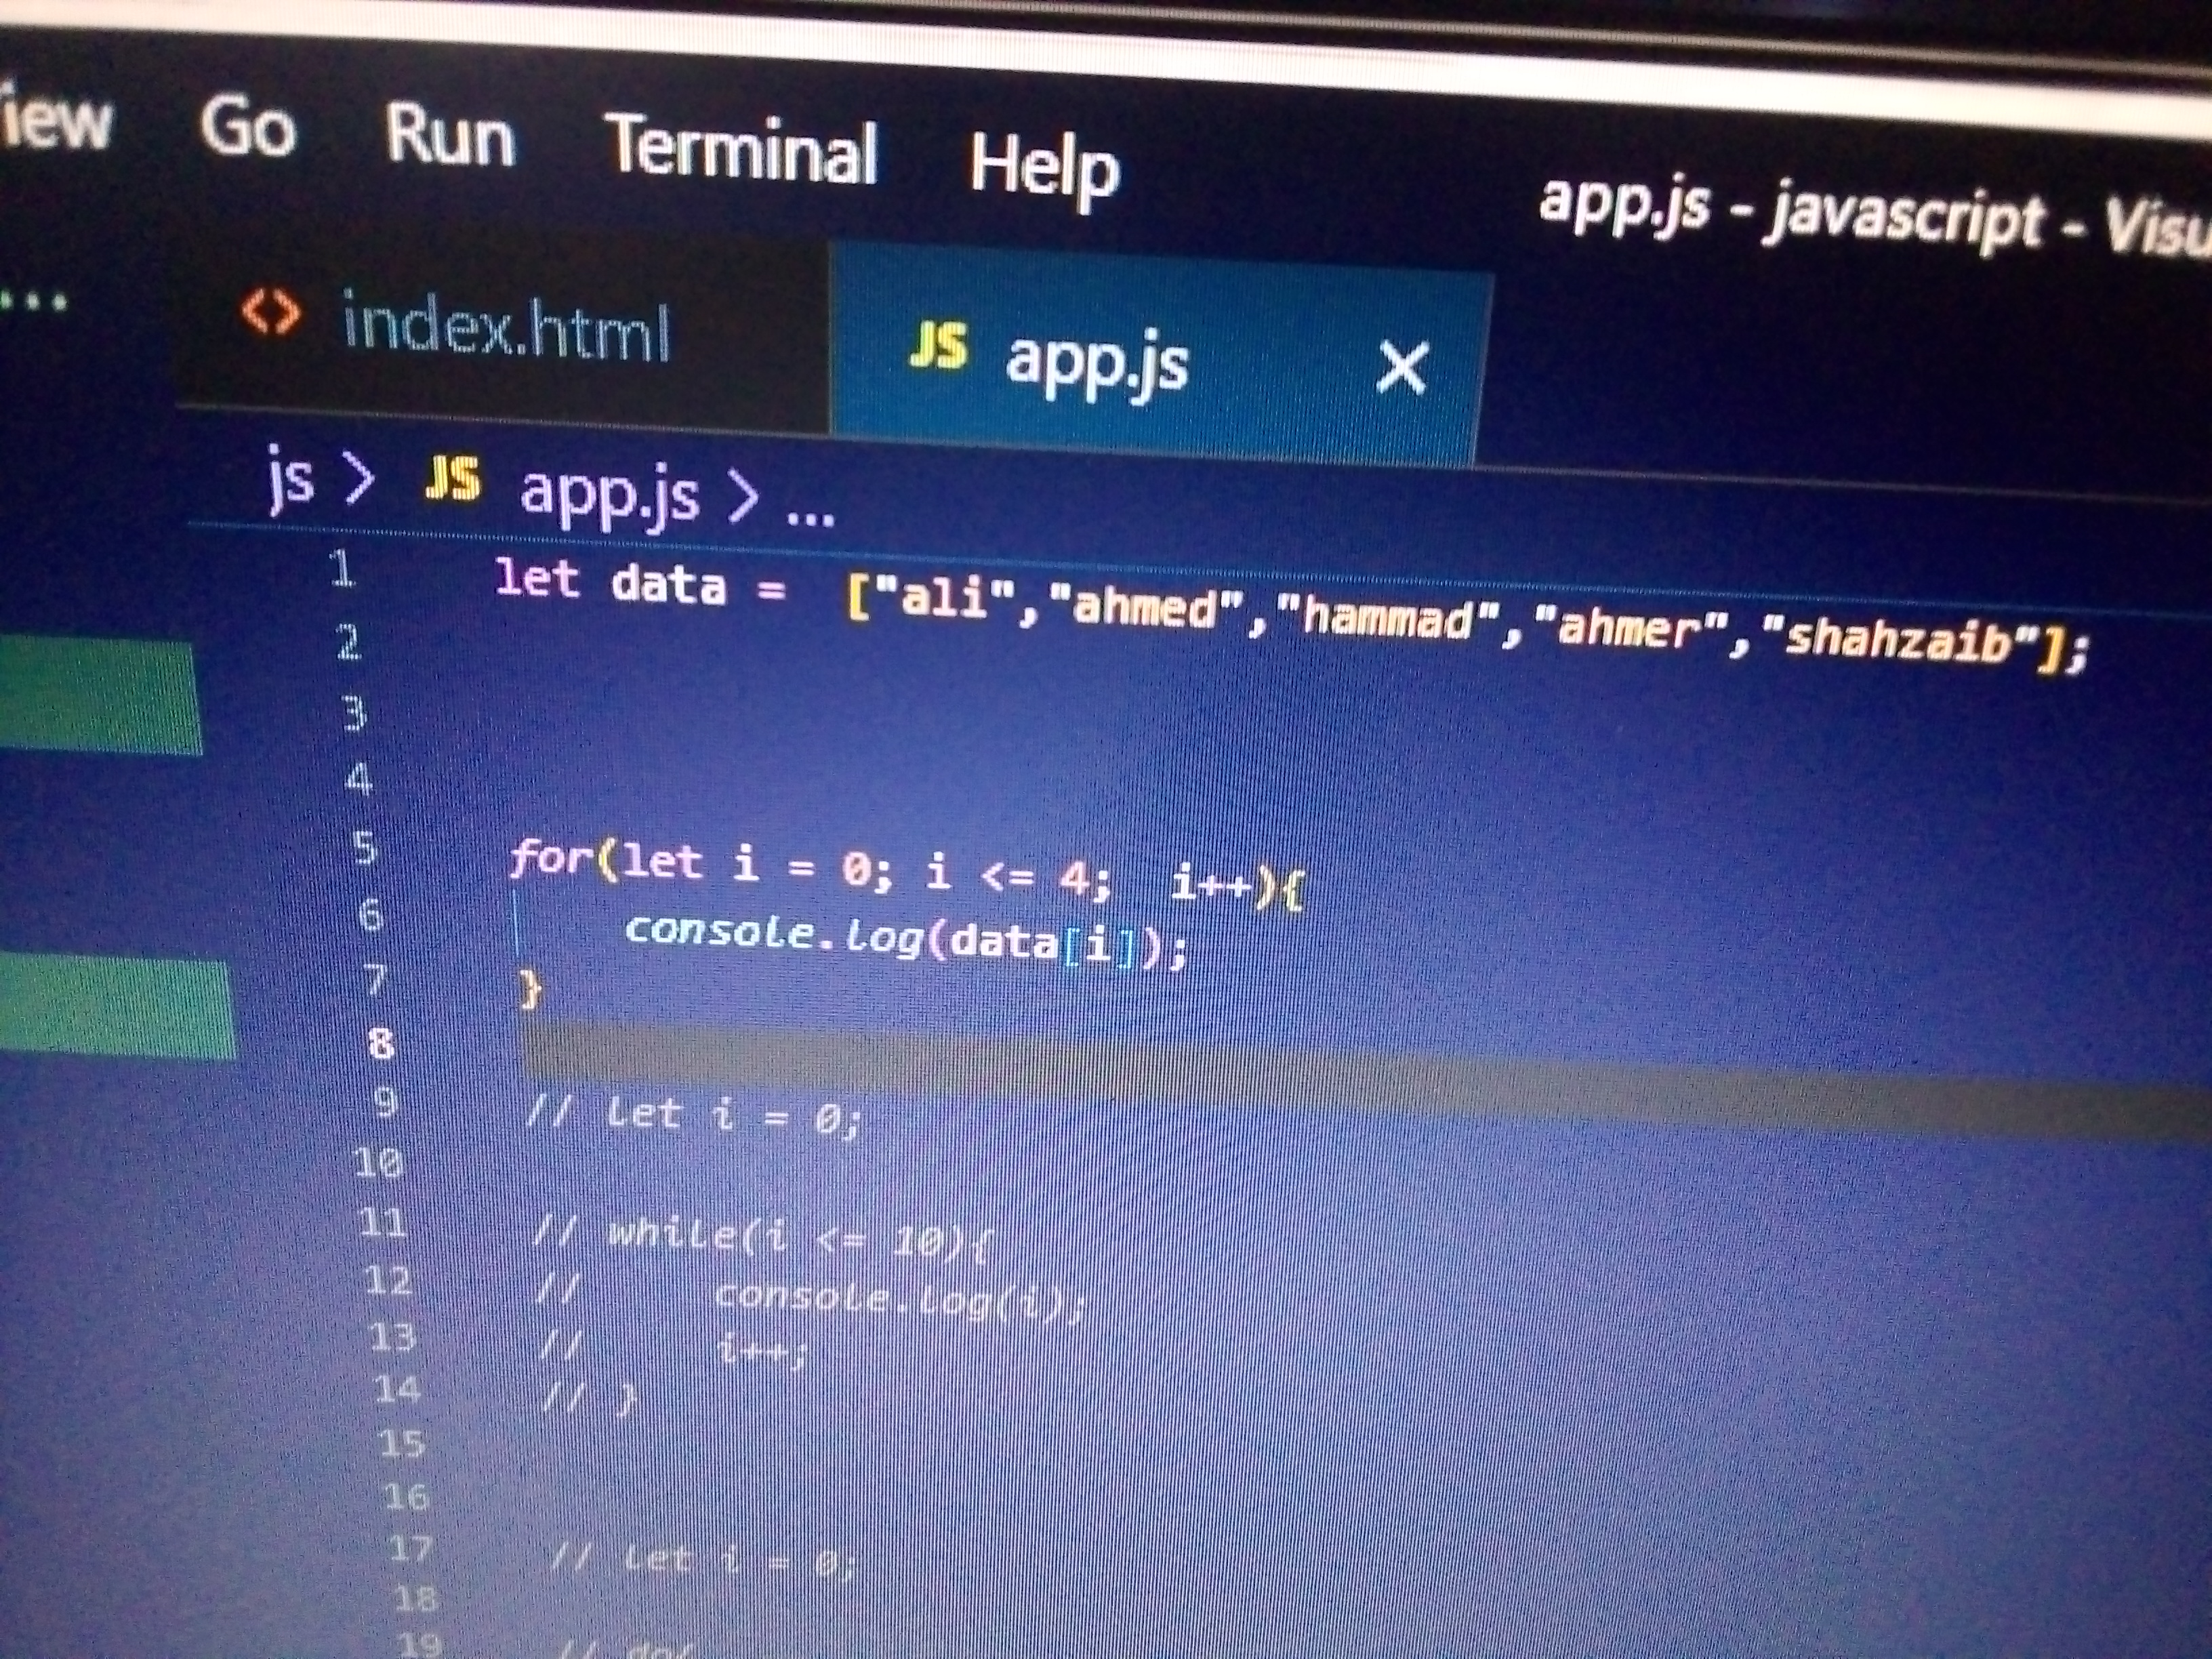 Go Run Terminal Help app.js - javascript -
index.html JS app.js
js > JS app.js > ...
1 let data =  ["ali","ahmed","hammad","ahmer","shahzaib"];
2
3
4
5 for(let i = 0; i <= 4;  i++){
6     console.log(data[i]);
7 }
8
9 // let i = 0;
10
11 // while(i <= 10){
12 //     console.log(i);
13 //     i++;
14 // }
15
16
17 // let i = 0;
18
19 //